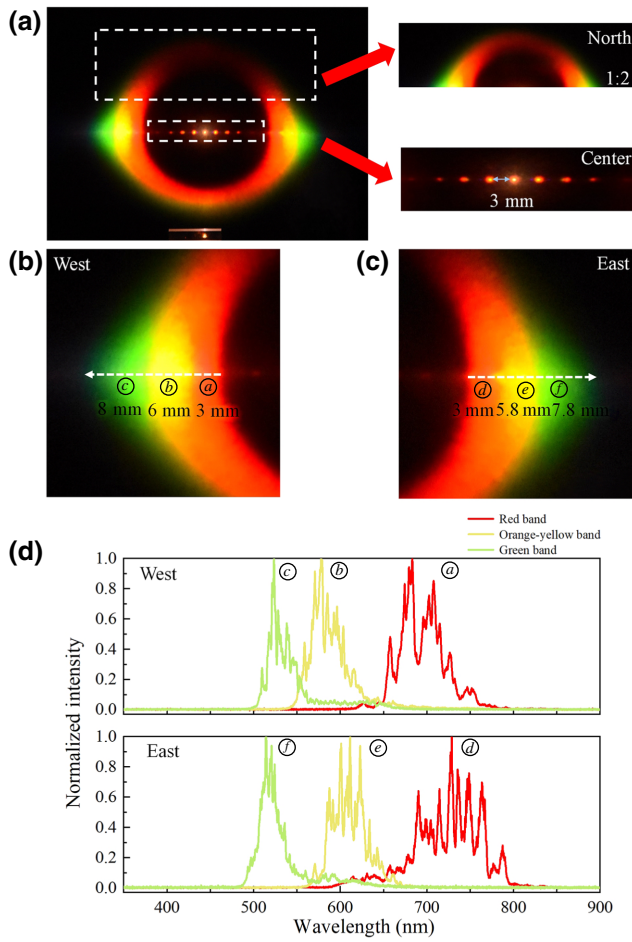 (a)
North
1:2
Center
3 mm
(b)
West
c
b
a
8 mm
6 mm
3 mm
(c)
East
d
e
f
3 mm
5.8 mm
7.8 mm
(d)
Red band
Orange-yellow band
Green band
Normalized intensity
1.0
0.8
0.6
0.4
0.2
0.0
West
c
b
a
1.0
0.8
0.6
0.4
0.2
0.0
East
f
e
d
400
500
600
700
800
900
Wavelength (nm)